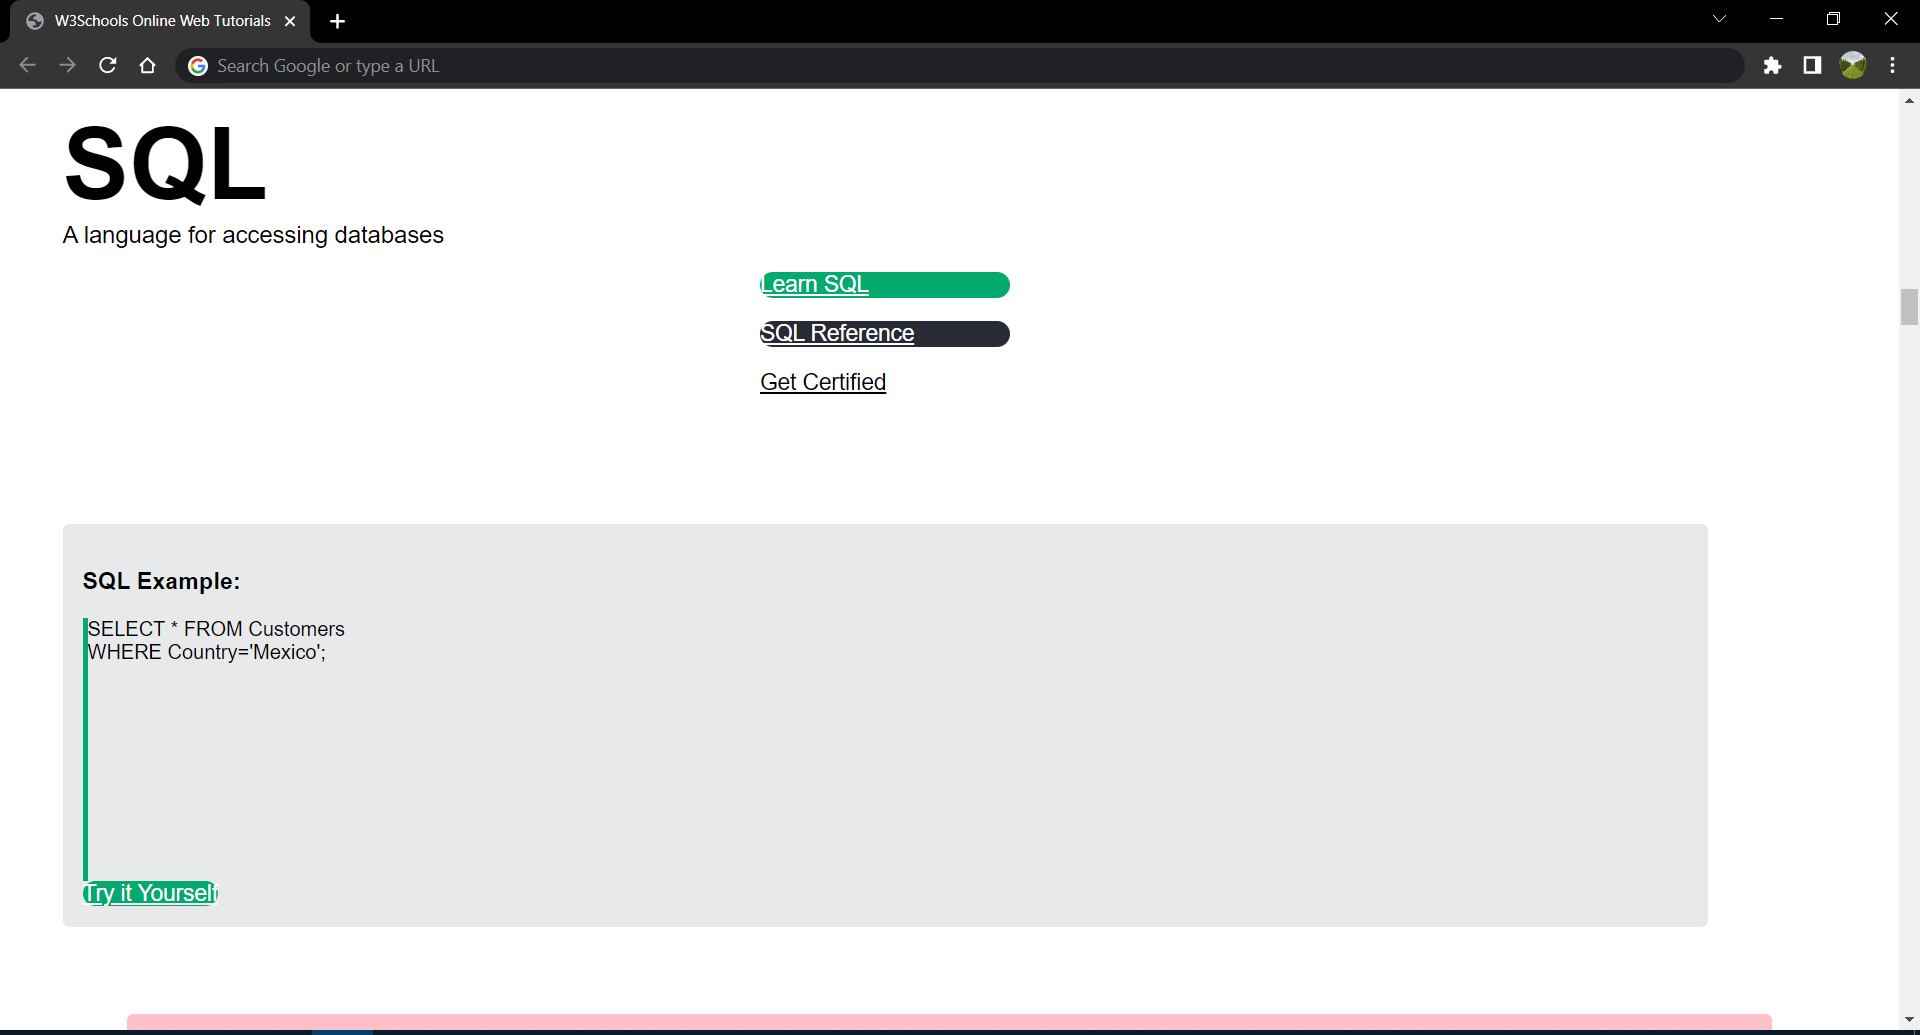 W3Schools Online Web Tutorials
Search Google or type a URL
SQL
A language for accessing databases
Learn SQL
SQL Reference
Get Certified
SQL Example:
SELECT * FROM Customers
WHERE Country='Mexico';
Try it Yourself